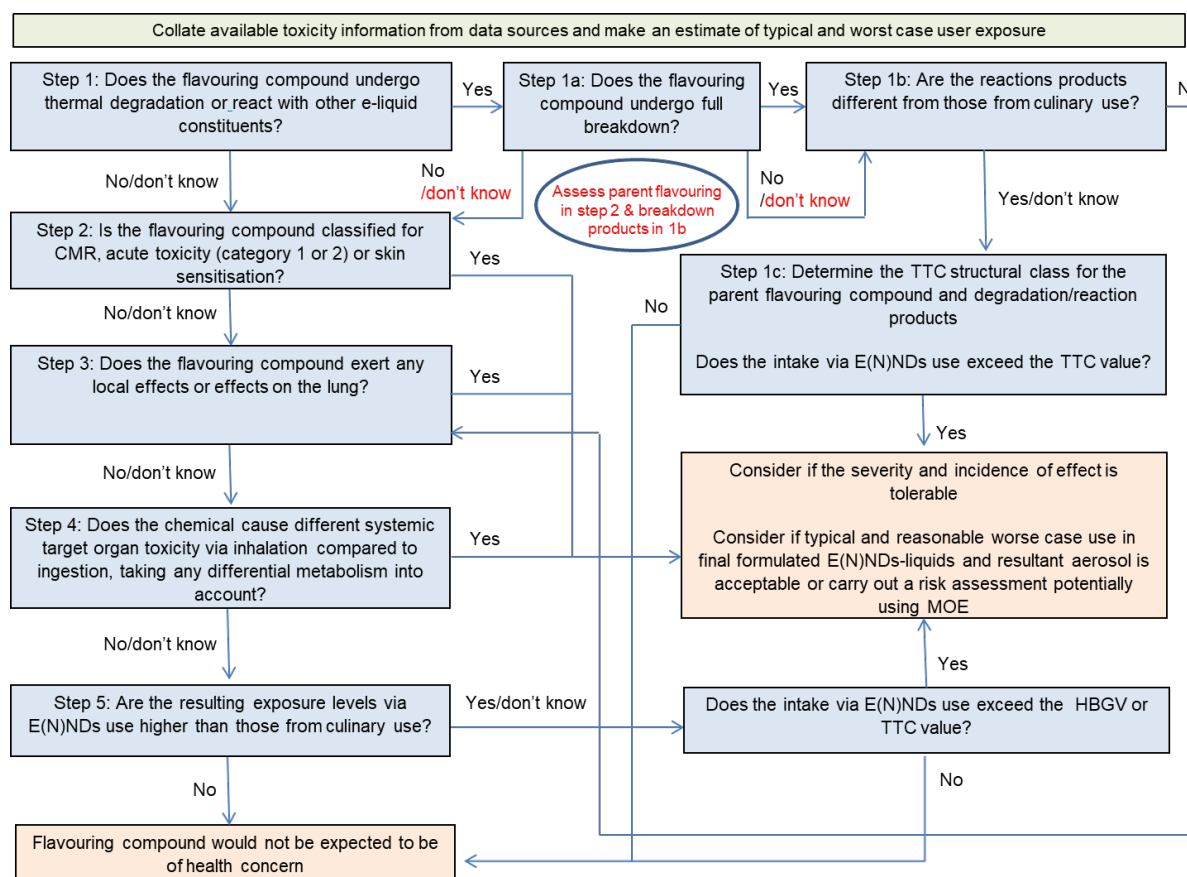 Collate available toxicity information from data sources and make an estimate of typical and worst case user exposure
Step 1: Does the flavouring compound undergo
thermal degradation or react with other e-liquid
constituents?
Yes
Step 1a: Does the flavouring
compound undergo full
breakdown?
Yes
Step 1b: Are the reactions products
different from those from culinary use?
No/don't know
No
/don't know
Assess parent flavouring
in step 2 & breakdown
products in 1b
No
/don't know
Yes/don't know
Step 2: Is the flavouring compound classified for
CMR, acute toxicity (category 1 or 2) or skin
sensitisation?
Yes
No/don't know
Step 1c: Determine the TTC structural class for the
parent flavouring compound and degradation/reaction
products
Does the intake via E(N)NDs use exceed the TTC value?
No
Yes
Step 3: Does the flavouring compound exert any
local effects or effects on the lung?
Yes
No/don't know
Consider if the severity and incidence of effect is
tolerable
Consider if typical and reasonable worse case use in
final formulated E(N)NDs-liquids and resultant aerosol is
acceptable or carry out a risk assessment potentially
using MOE
Step 4: Does the chemical cause different systemic
target organ toxicity via inhalation compared to
ingestion, taking any differential metabolism into
account?
Yes
No/don't know
Yes
Step 5: Are the resulting exposure levels via
E(N)NDs use higher than those from culinary use?
Yes/don't know
Does the intake via E(N)NDs use exceed the HBGV or
TTC value?
No
No
Flavouring compound would not be expected to be
of health concern